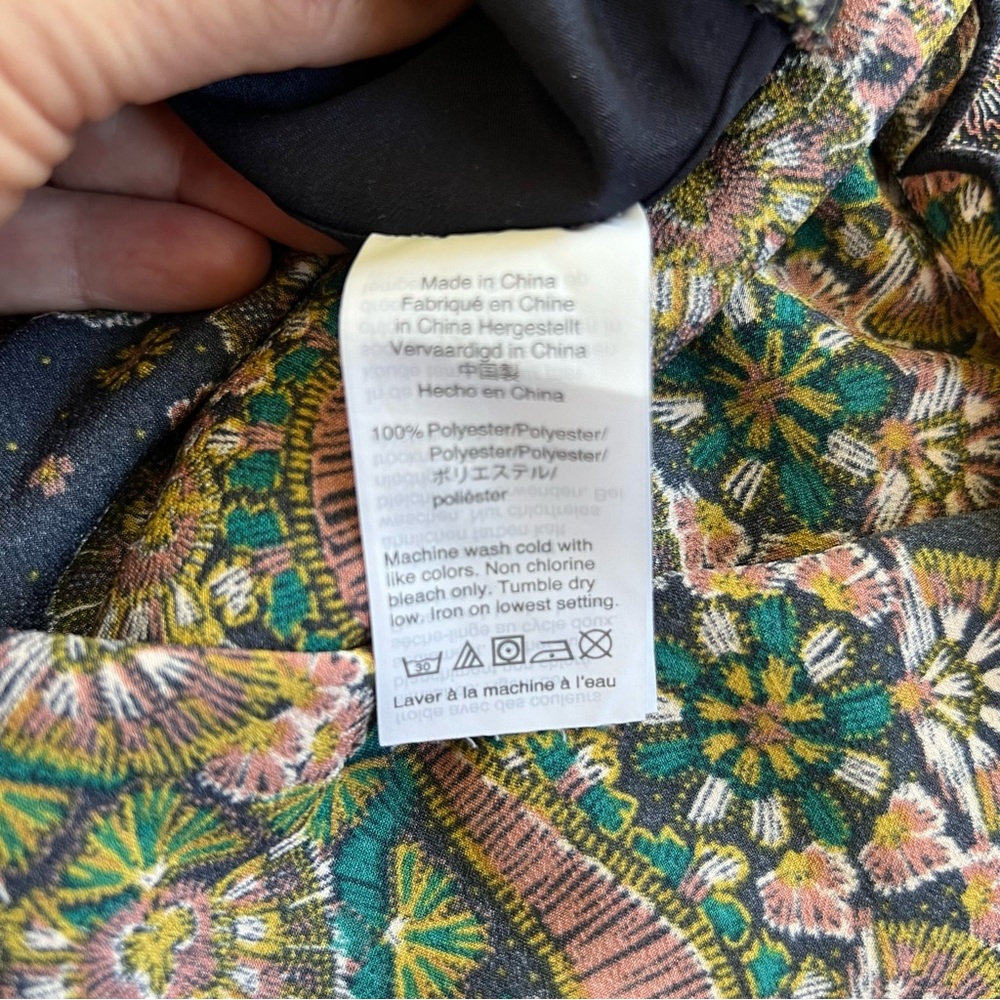 Made in China
Fabriqué en Chine
in China Hergestellt
Vervaardigd in China
中国製
Hecho en China
100% Polyester/Polyester/
Polyester/Polyester/
ポリエステル/
poliéster
Machine wash cold with
like colors. Non chlorine
bleach only. Tumble dry
low. Iron on lowest setting.
30
Laver à la machine à l'eau